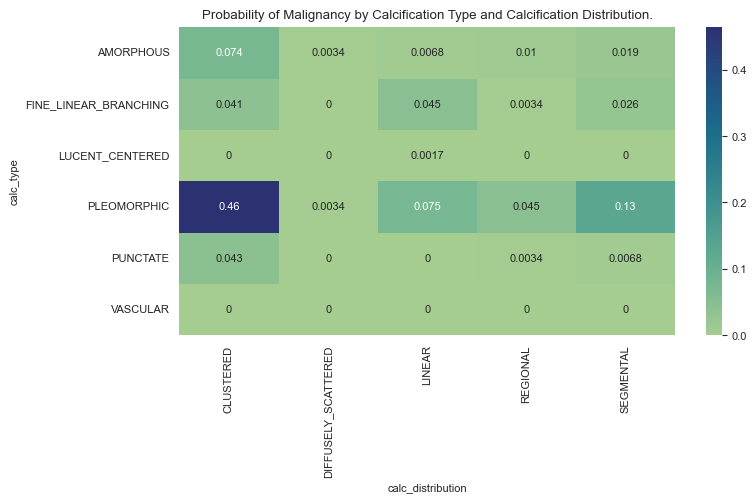 Probability of Malignancy by Calcification Type and Calcification Distribution.
calc_type
AMORPHOUS 0.074 0.0034 0.0068 0.01 0.019
FINE_LINEAR_BRANCHING 0.041 0 0.045 0.0034 0.026
LUCENT_CENTERED 0 0 0.0017 0 0
PLEOMORPHIC 0.46 0.0034 0.075 0.045 0.13
PUNCTATE 0.043 0 0 0.0034 0.0068
VASCULAR 0 0 0 0 0
CLUSTERED
DIFFUSELY_SCATTERED
LINEAR
REGIONAL
SEGMENTAL
calc_distribution
0.4
0.3
0.2
0.1
0.0